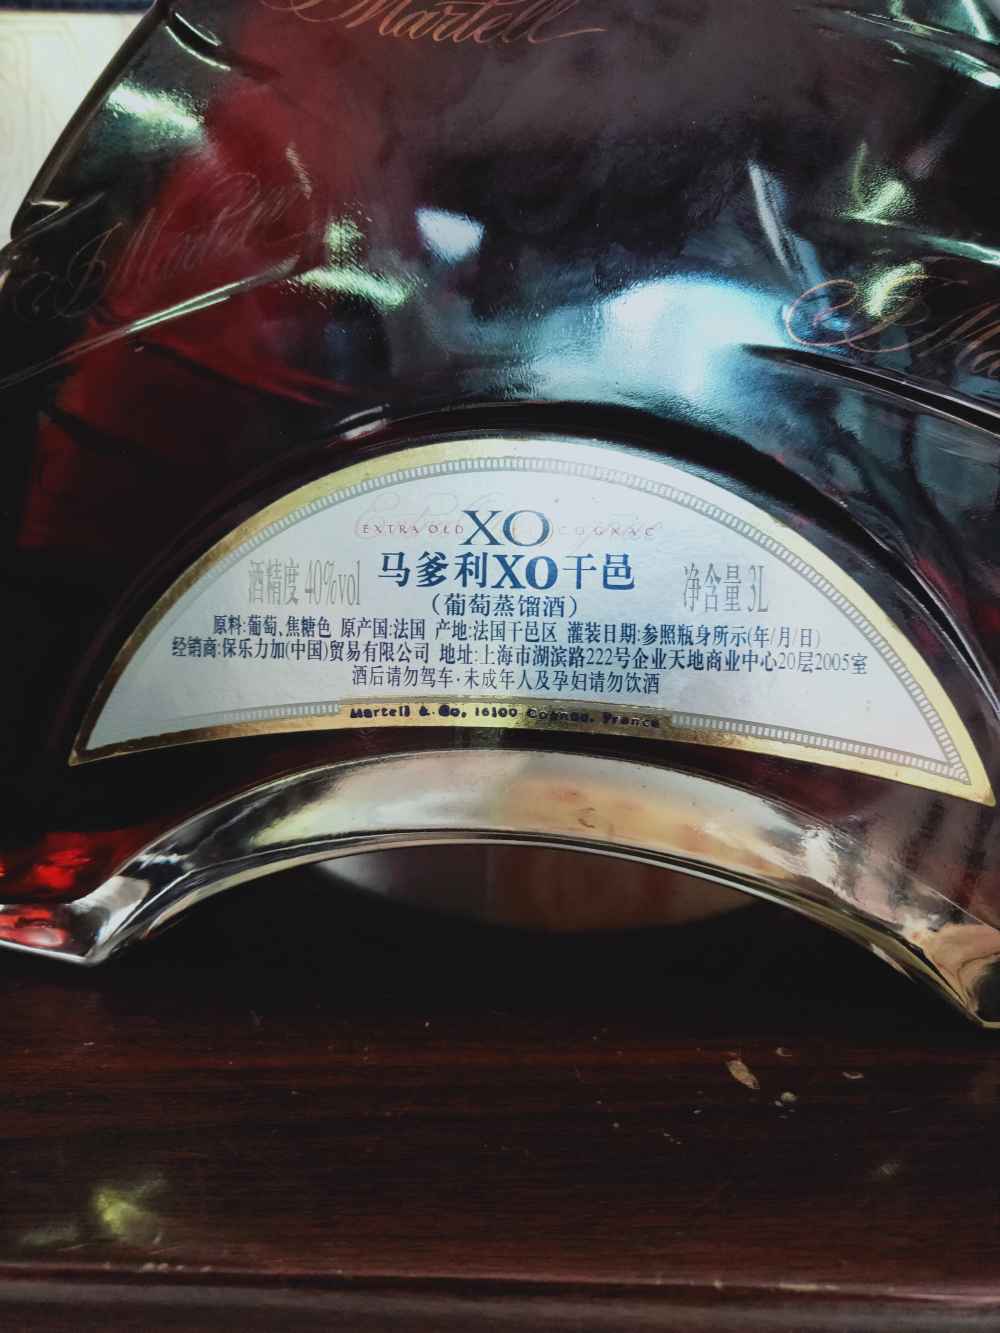 Martell
Martell
EXTRA OLD XO COGNAC
马爹利XO干邑
酒精度 40%vol
净含量 3L
(葡萄蒸馏酒)
原料:葡萄、焦糖色 原产国:法国 产地:法国干邑区 灌装日期:参照瓶身所示(年/月/日)
经销商:保乐力加(中国)贸易有限公司 地址:上海市湖滨路222号企业天地商业中心20层2005室
酒后请勿驾车·未成年人及孕妇请勿饮酒
Martell & Co, 16100 Cognac, France